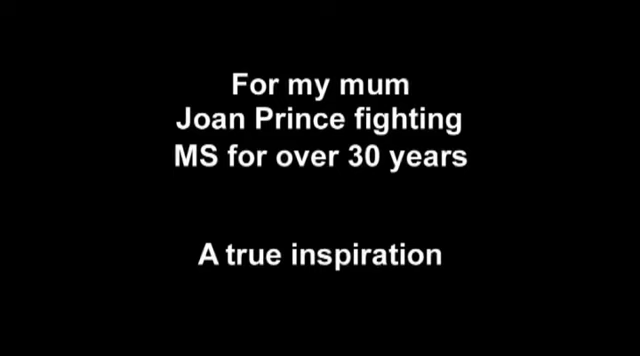 For my mum
Joan Prince fighting
MS for over 30 years
A true inspiration